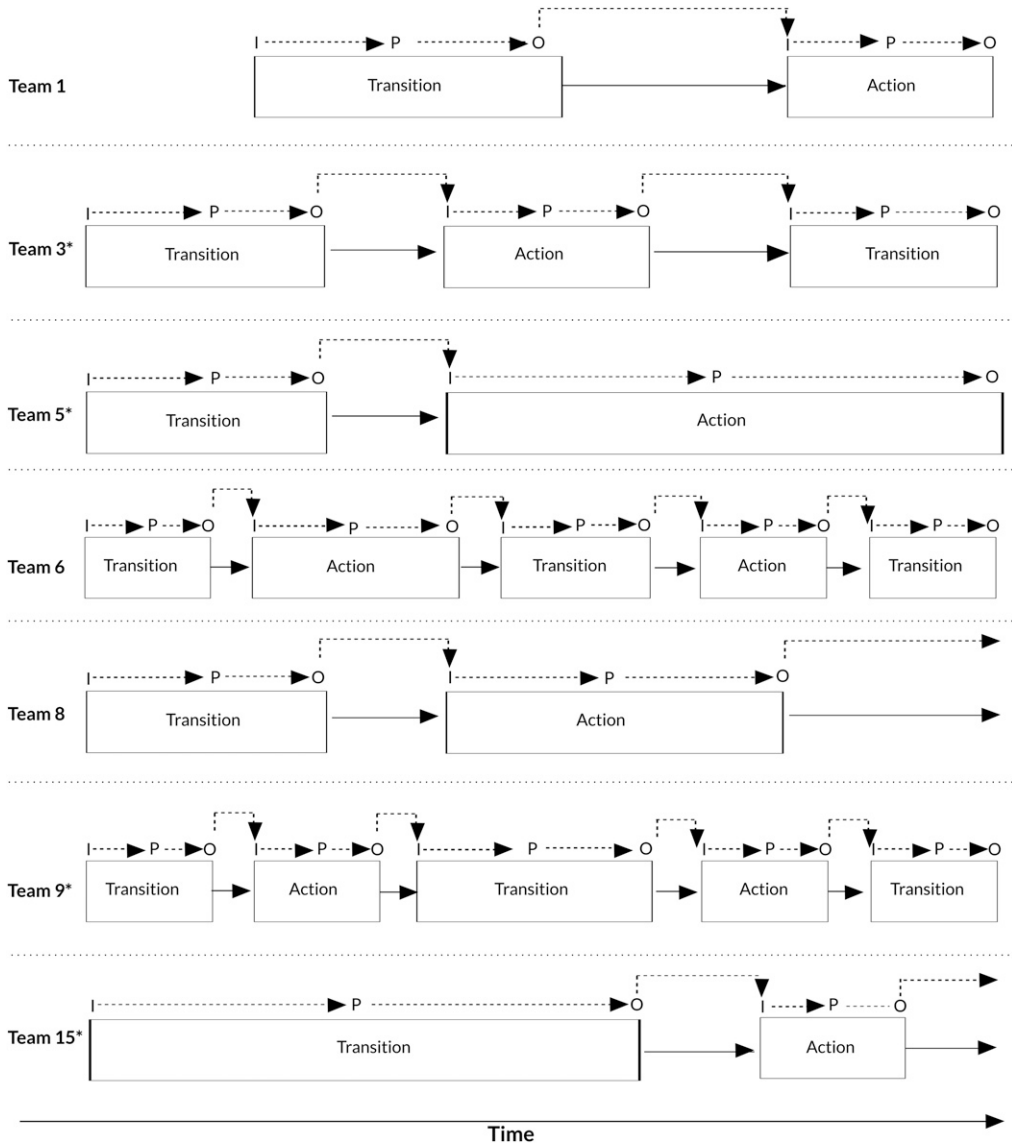 I P O I P O
Team 1 Transition Action
I P O I P O I P O
Team 3* Transition Action Transition
I P O I P O
Team 5* Transition Action
I P O I P O I P O I P O I P O
Team 6 Transition Action Transition Action Transition
I P O I P O
Team 8 Transition Action
I P O I P O I P O I P O I P O
Team 9* Transition Action Transition Action Transition
I P O I P O
Team 15* Transition Action
Time